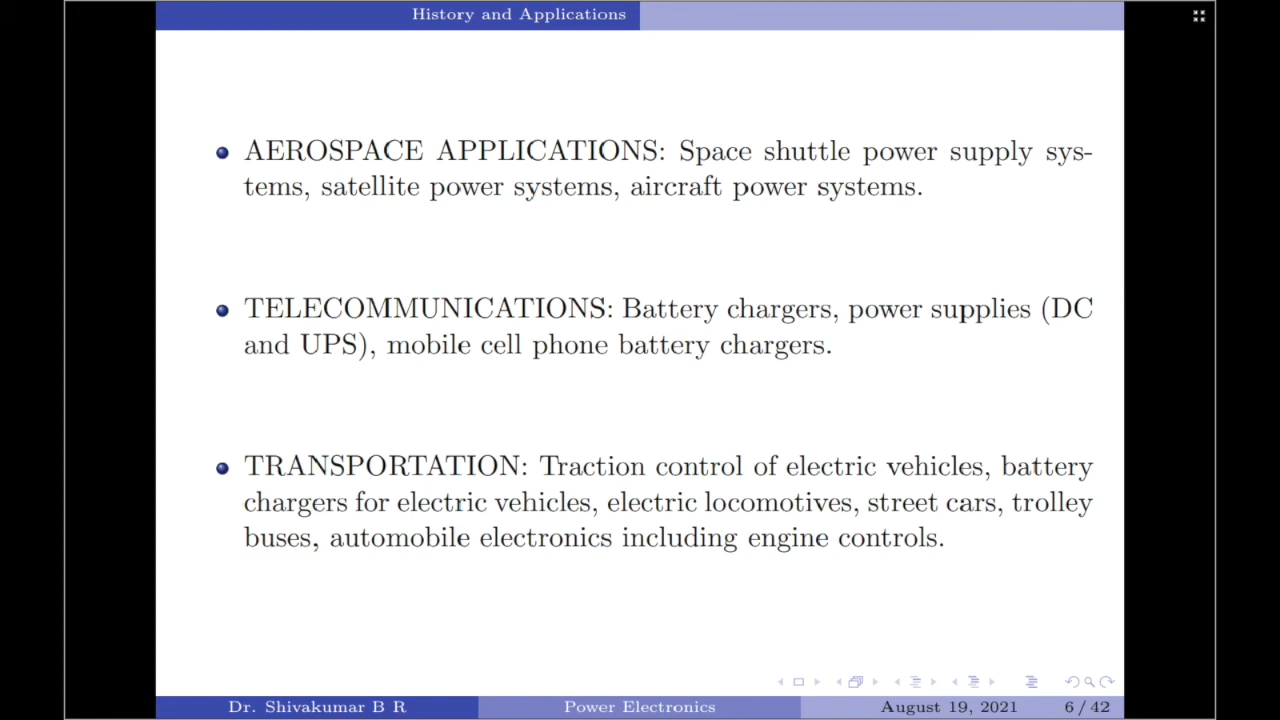 History and Applications
AEROSPACE APPLICATIONS: Space shuttle power supply sys-
tems, satellite power systems, aircraft power systems.
TELECOMMUNICATIONS: Battery chargers, power supplies (DC
and UPS), mobile cell phone battery chargers.
TRANSPORTATION: Traction control of electric vehicles, battery
chargers for electric vehicles, electric locomotives, street cars, trolley
buses, automobile electronics including engine controls.
Dr. Shivakumar B R Power Electronics August 19, 2021 6 / 42